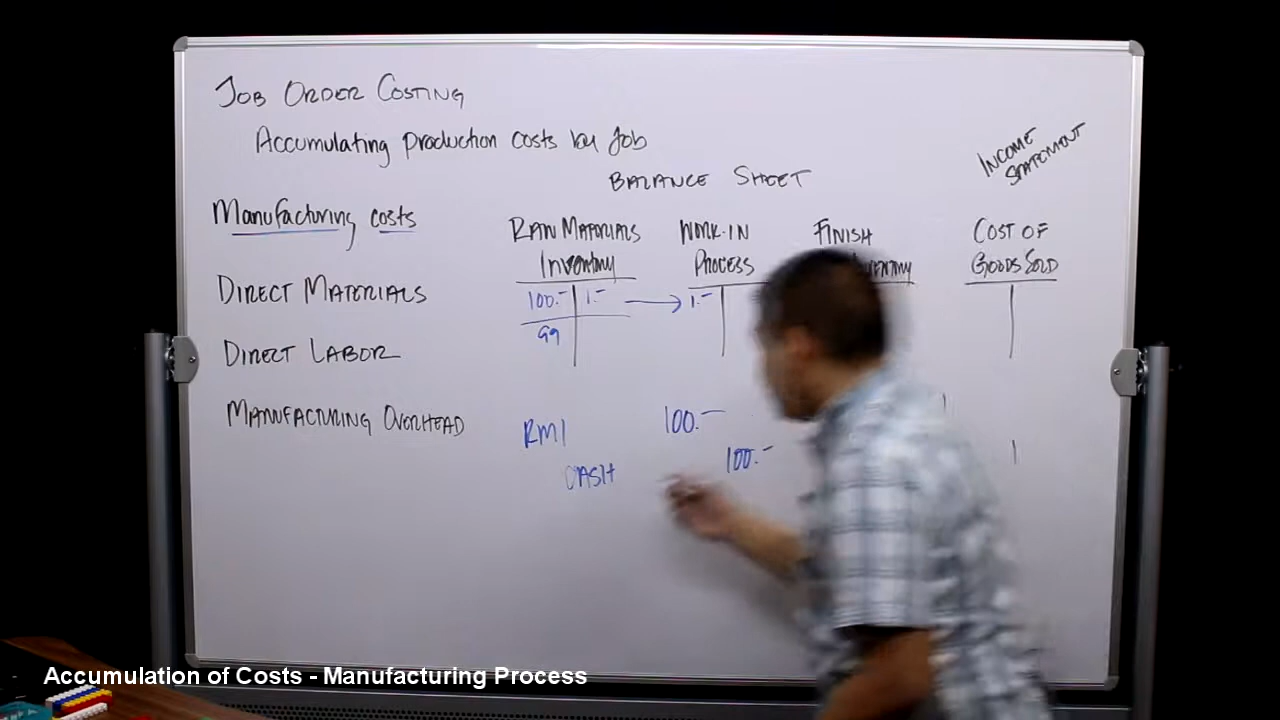 JOB ORDER COSTING
Accumulating production costs by Job
BALANCE SHEET
INCOME
STATEMENT
Manufacturing costs
RAW MATERIALS
Inventory
WORK-IN
PROCESS
FINISH
COST OF
GOODS SOLD
DIRECT MATERIALS
100.- 1.- 1.-
99
DIRECT LABOR
MANUFACTURING OVERHEAD
RMI 100.-
CASH 100.-
Accumulation of Costs - Manufacturing Process